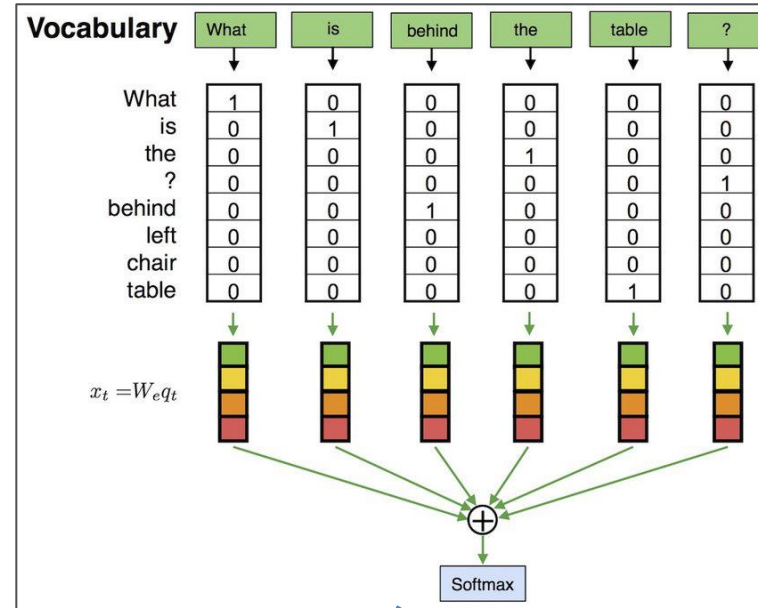 Vocabulary What is behind the table ?
What 1 0 0 0 0 0
is 0 1 0 0 0 0
the 0 0 0 1 0 0
? 0 0 0 0 0 1
behind 0 0 1 0 0 0
left 0 0 0 0 0 0
chair 0 0 0 0 0 0
table 0 0 0 0 1 0
x_t = W_e q_t
+
Softmax